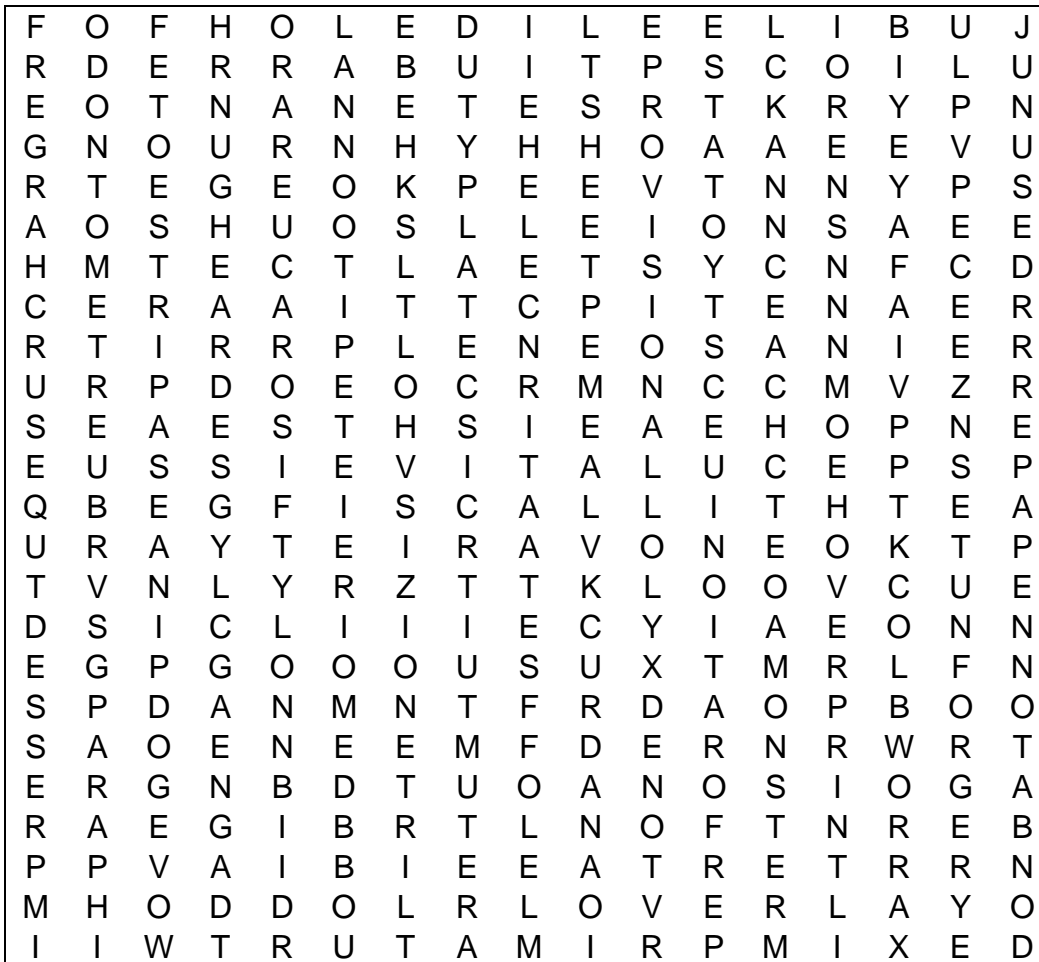 F O F H O L E D I L E E L I B U J
R D E R R A B U I T P S C O I L U
E O T N A N E T E S R T K R Y P N
G N O U R N H Y H H O A A E E V U
R T E G E O K P E E V T N N Y P S
A O S H U O S L L E I O N S A E E
H M T E C T L A E T S Y C N F C D
C E R A A I T T C P I T E N A E R
R T I R R P L E N E O S A N I E R
U R P D O E O C R M N C C M V Z R
S E A E S T H S I E A E H O P N E
E U S S I E V I T A L U C E P S P
Q B E G F I S C A L L I T H T E A
U R A Y T E I R A V O N E O K T P
T V N L Y R Z T T K L O O V C U E
D S I C L I I I E C Y I A E O N N
E G P G O O O U S U X T M R L F N
S P D A N M N T F R D A O P B O O
S A O E N E E M F D E R N R W R T
E R G N B D T U O A N O S I O G A
R A E G I B R T L N O F T N R E B
P P V A I B I E E A T R E T R R N
M H O D D O L R L O V E R L A Y O
I I W T R U T A M I R P M I X E D